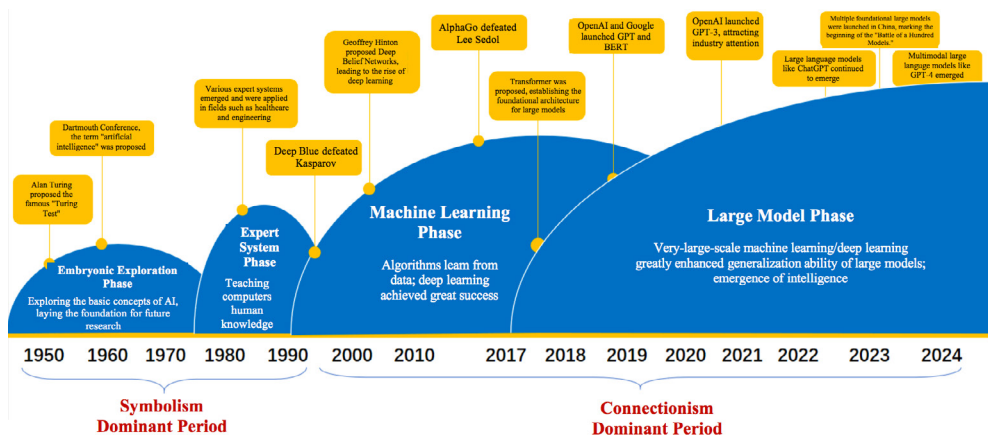 Alan Turing
proposed the
famous "Turing
Test"
Dartmouth Conference,
the term "artificial
intelligence" was proposed
Various expert systems
emerged and were applied
in fields such as healthcare
and engineering
Deep Blue defeated
Kasparov
Geoffrey Hinton
proposed Deep
Belief Networks,
leading to the rise of
deep learning
AlphaGo defeated
Lee Sedol
Transformer was
proposed, establishing the
foundational architecture
for large models
OpenAI and Google
launched GPT and
BERT
OpenAI launched
GPT-3, attracting
industry attention
Large language models
like ChatGPT continued
to emerge
Multiple foundational large models
were launched in China, marking the
beginning of the "Battle of a Hundred
Models."
Multimodal large
languge models like
GPT-4 emerged
Embryonic Exploration
Phase
Exploring the basic concepts of AI,
laying the foundation for future
research
Expert
System
Phase
Teaching
computers
human
knowledge
Machine Learning
Phase
Algorithms learn from
data; deep learning
achieved great success
Large Model Phase
Very-large-scale machine learning/deep learning
greatly enhanced generalization ability of large models;
emergence of intelligence
1950 1960 1970 1980 1990 2000 2010 2017 2018 2019 2020 2021 2022 2023 2024
Symbolism
Dominant Period
Connectionism
Dominant Period